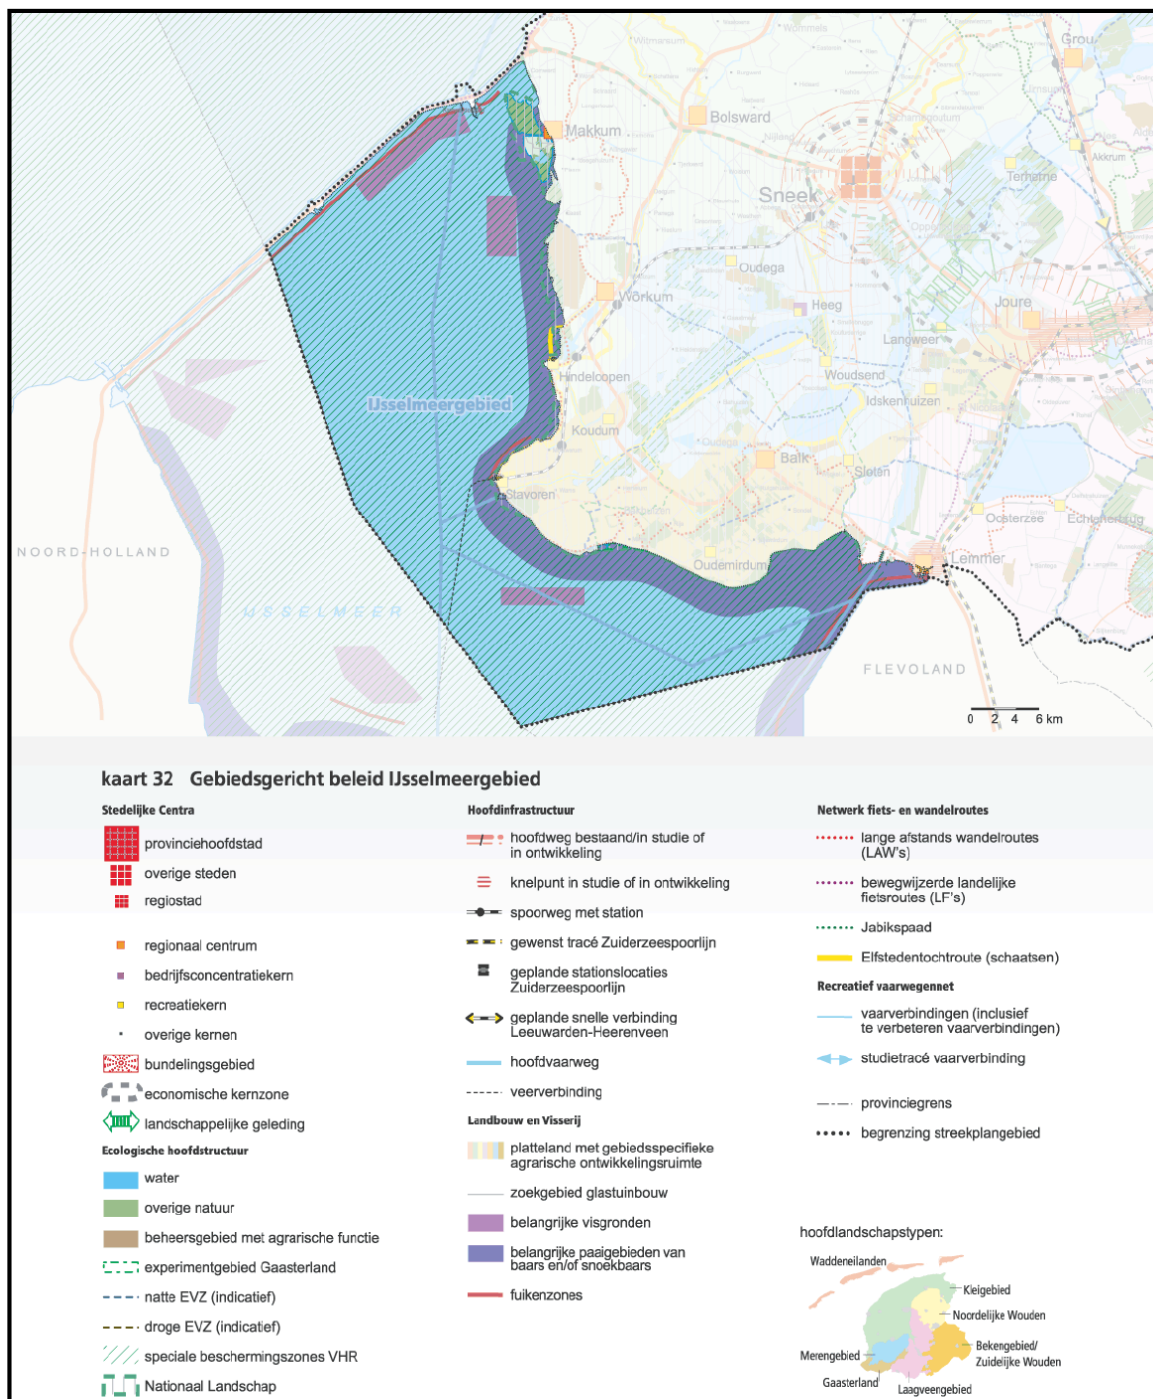 Grou
Witmarsum
Wommels
Bolsward
Makkum
Scharnegoutum
Akkrum
Terherne
Sneek
Oudega
Workum
Heeg
Joure
Langweer
Hindeloopen
Woudsend
IJsselmeergebied
Idskenhuizen
Koudum
Oudega
Balk
Sloten
Stavoren
Oosterzee
Echtenerbrug
NOORD-HOLLAND
Oudemirdum
Lemmer
IJSSELMEER
FLEVOLAND
0 2 4 6 km
kaart 32 Gebiedsgericht beleid IJsselmeergebied
Stedelijke Centra
provinciehoofdstad
overige steden
regiostad
regionaal centrum
bedrijfsconcentratiekern
recreatiekern
overige kernen
bundelingsgebied
economische kernzone
landschappelijke geleding
Ecologische hoofdstructuur
water
overige natuur
beheersgebied met agrarische functie
experimentgebied Gaasterland
natte EVZ (indicatief)
droge EVZ (indicatief)
speciale beschermingszones VHR
Nationaal Landschap
Hoofdinfrastructuur
hoofdweg bestaand/in studie of
in ontwikkeling
knelpunt in studie of in ontwikkeling
spoorweg met station
gewenst tracé Zuiderzeespoorlijn
geplande stationslocaties
Zuiderzeespoorlijn
geplande snelle verbinding
Leeuwarden-Heerenveen
hoofdvaarweg
veerverbinding
Landbouw en Visserij
platteland met gebiedsspecifieke
agrarische ontwikkelingsruimte
zoekgebied glastuinbouw
belangrijke visgronden
belangrijke paaigebieden van
baars en/of snoekbaars
fuikenzones
Netwerk fiets- en wandelroutes
lange afstands wandelroutes
(LAW's)
bewegwijzerde landelijke
fietsroutes (LF's)
Jabikspaad
Elfstedentochtroute (schaatsen)
Recreatief vaarwegennet
vaarverbindingen (inclusief
te verbeteren vaarverbindingen)
studietracé vaarverbinding
provinciegrens
begrenzing streekplangebied
hoofdlandschapstypen:
Waddeneilanden
Kleigebied
Noordelijke Wouden
Bekengebied/
Zuidelijke Wouden
Merengebied
Gaasterland
Laagveengebied